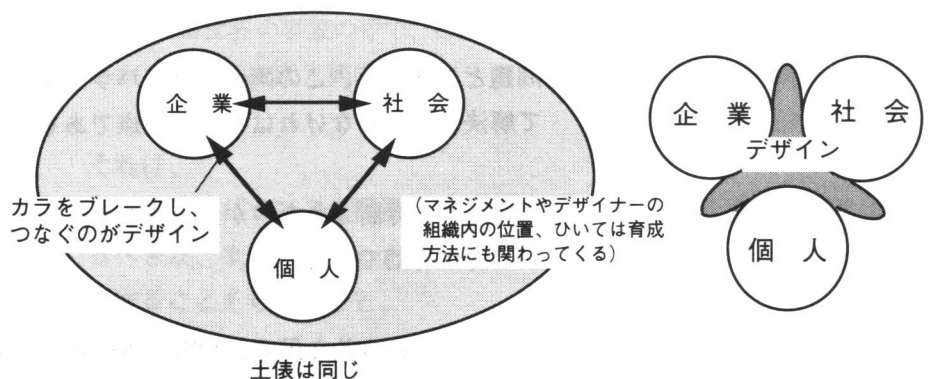 企 業
社 会
カラをブレークし、
つなぐのがデザイン
(マネジメントやデザイナーの
組織内の位置、ひいては育成
方法にも関わってくる)
個 人
土俵は同じ
企 業
社 会
デザイン
個 人